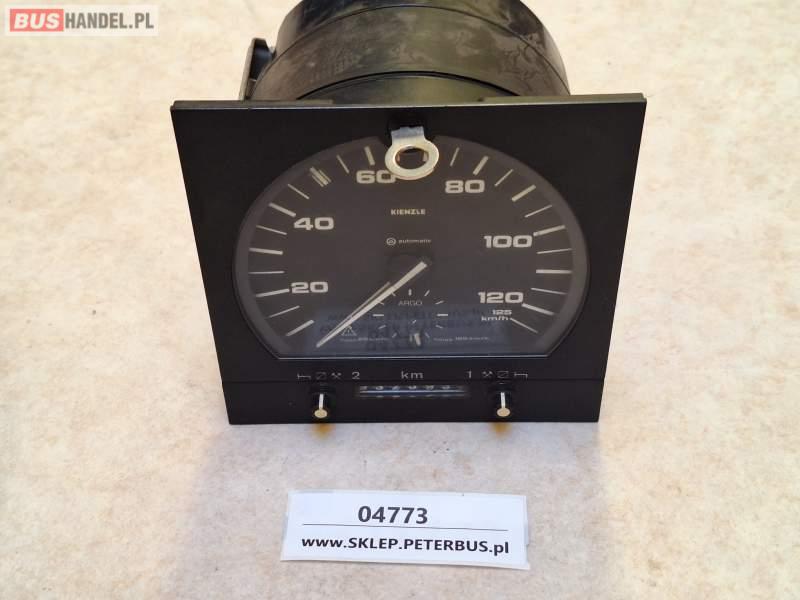 BUSHANDEL.PL
60
80
KIENZLE
40
automatic
100
20
ARGO
120
125
km/h
2 km 1
04773
www.SKLEP.PETERBUS.pl